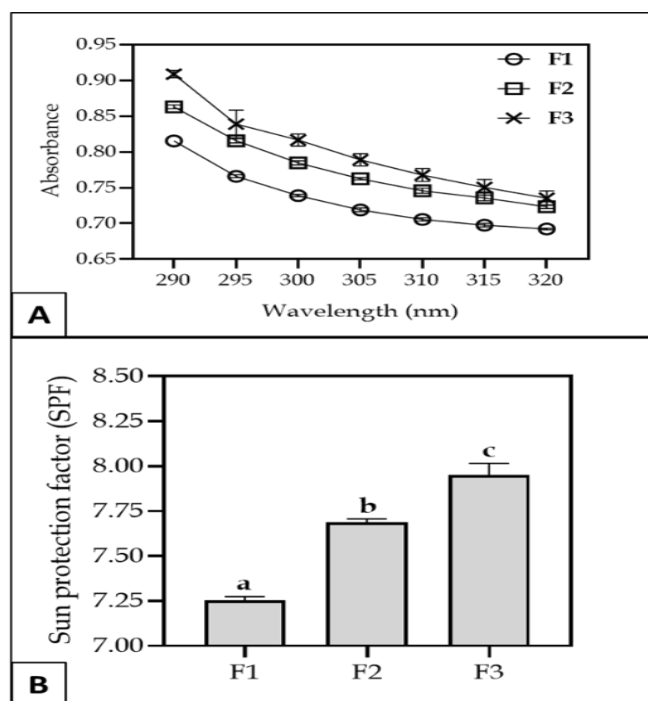 0.95
0.90
0.85
0.80
0.75
0.70
0.65
Absorbance
F1
F2
F3
290 295 300 305 310 315 320
Wavelength (nm)
A
8.50
8.25
8.00
7.75
7.50
7.25
7.00
Sun protection factor (SPF)
a
b
c
F1 F2 F3
B